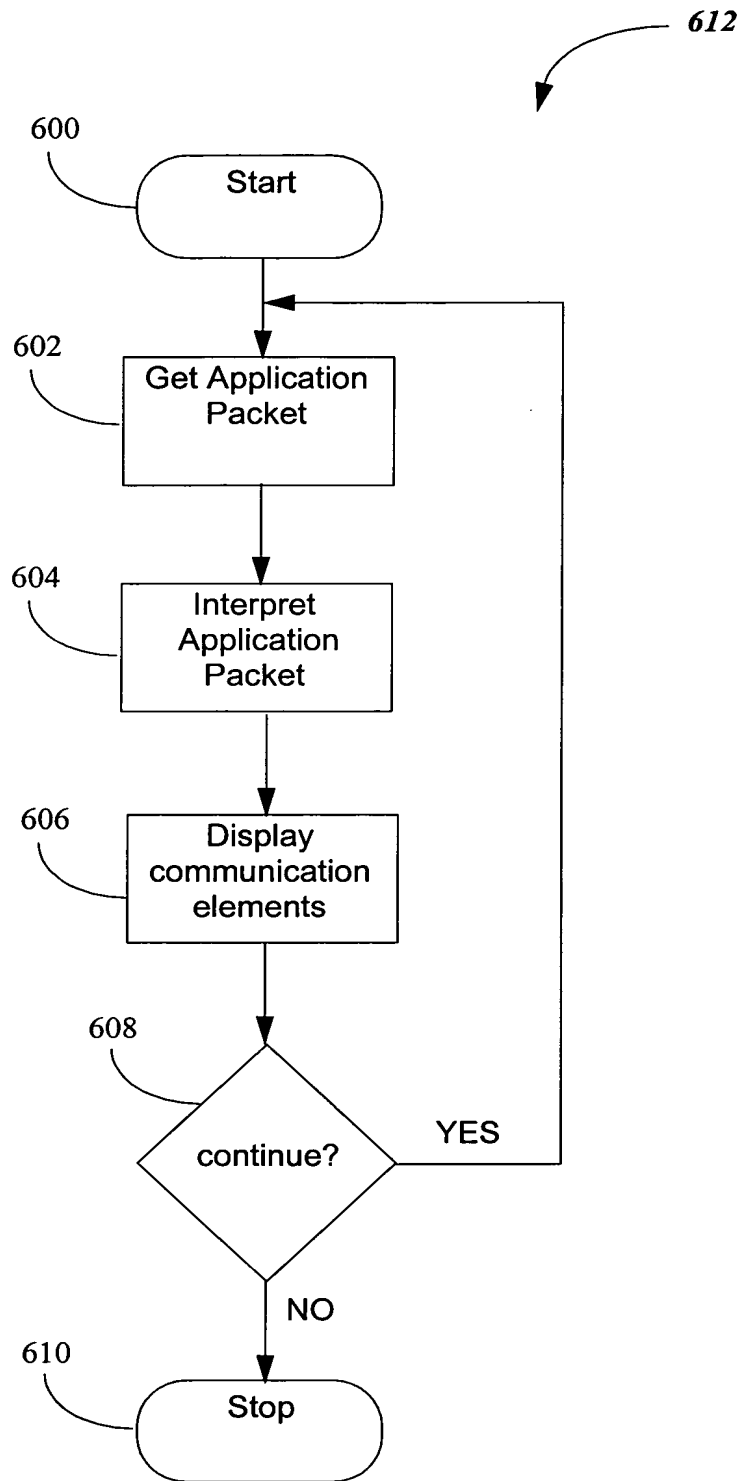 612
600
Start
602
Get Application
Packet
604
Interpret
Application
Packet
606
Display
communication
elements
608
continue?
YES
NO
610
Stop